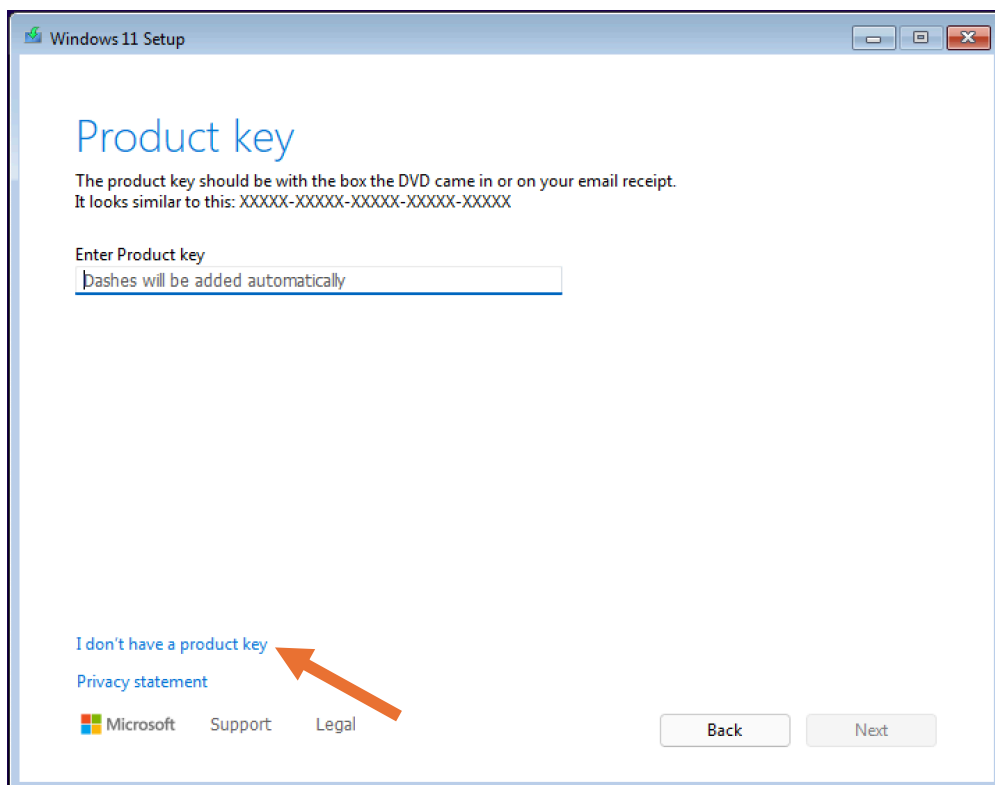 Windows 11 Setup
Product key
The product key should be with the box the DVD came in or on your email receipt.
It looks similar to this: XXXXX-XXXXX-XXXXX-XXXXX-XXXXX
Enter Product key
Dashes will be added automatically
I don't have a product key
Privacy statement
Microsoft Support Legal
Back Next